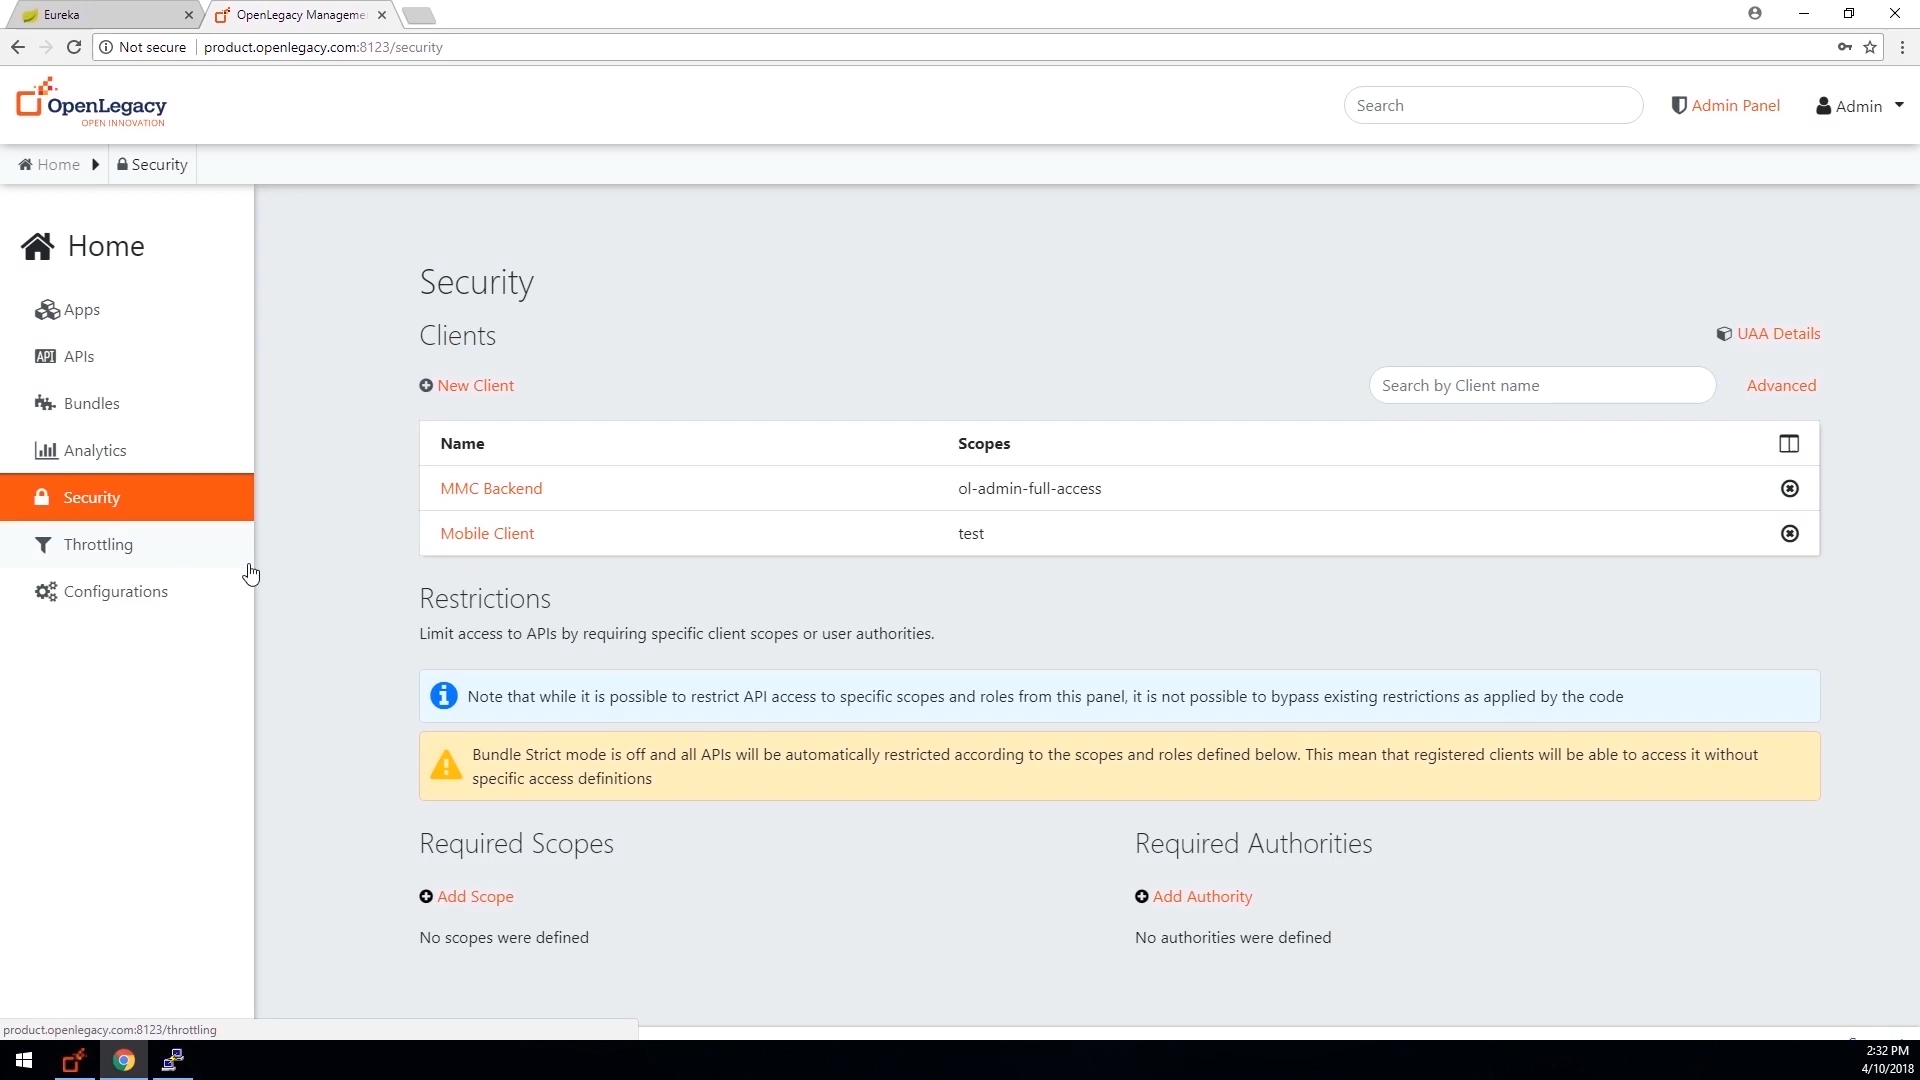 Eureka
OpenLegacy Manageme
Not secure
product.openlegacy.com:8123/security
OpenLegacy
OPEN INNOVATION
Search
Admin Panel
Admin
Home
Security
Home
Apps
API APIs
Bundles
Analytics
Security
Throttling
Configurations
Security
Clients
UAA Details
New Client
Search by Client name
Advanced
Name Scopes
MMC Backend ol-admin-full-access
Mobile Client test
Restrictions
Limit access to APIs by requiring specific client scopes or user authorities.
Note that while it is possible to restrict API access to specific scopes and roles from this panel, it is not possible to bypass existing restrictions as applied by the code
Bundle Strict mode is off and all APIs will be automatically restricted according to the scopes and roles defined below. This mean that registered clients will be able to access it without
specific access definitions
Required Scopes
Required Authorities
Add Scope
Add Authority
No scopes were defined
No authorities were defined
product.openlegacy.com:8123/throttling
2:32 PM
4/10/2018